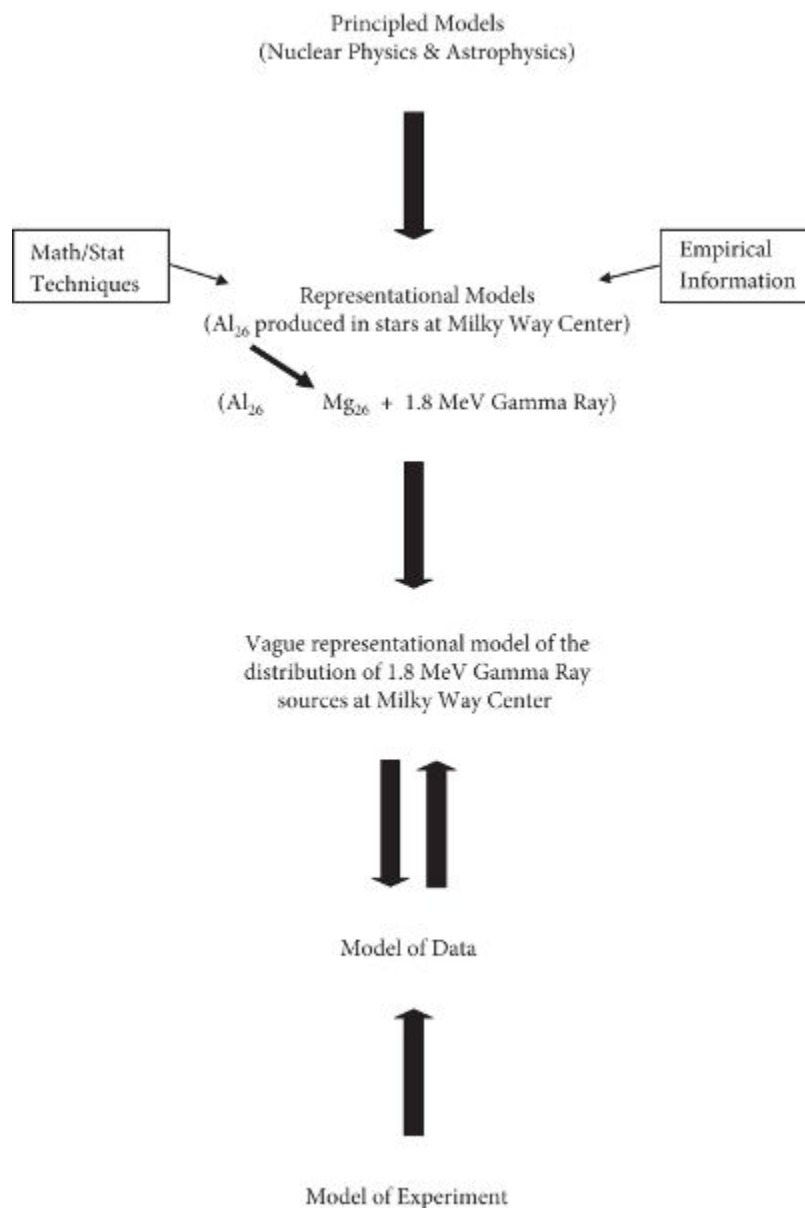 Principled Models
(Nuclear Physics & Astrophysics)
Math/Stat
Techniques
Empirical
Information
Representational Models
(Al₂₆ produced in stars at Milky Way Center)
(Al₂₆ Mg₂₆ + 1.8 MeV Gamma Ray)
Vague representational model of the
distribution of 1.8 MeV Gamma Ray
sources at Milky Way Center
Model of Data
Model of Experiment